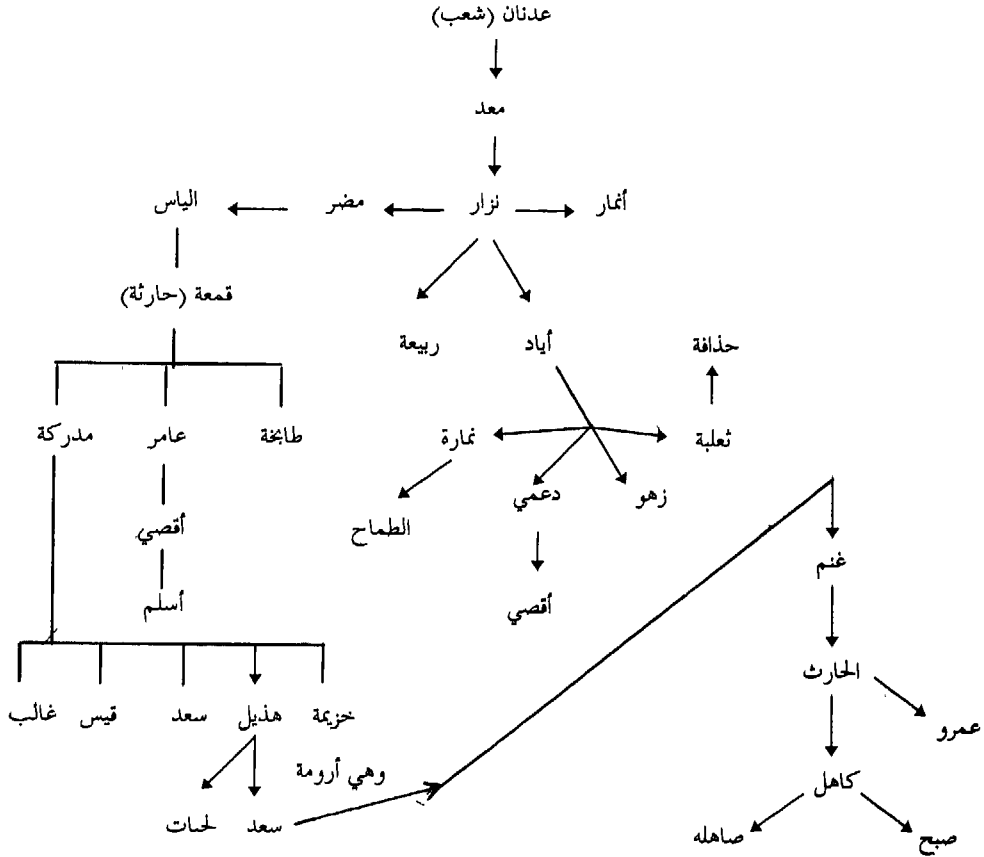 عدنان (شعب)
معد
أنمار
نزار
مضر
الياس
قمعة (حارثة)
حذافة
أياد
ربيعة
ثعلبة
نمارة
طابخة
عامر
مدركة
زهو
دعمي
الطماح
أقصي
غنم
أقصي
أسلم
الحارث
خزيمة
هذيل
سعد
قيس
غالب
عمرو
وهي أرومة
كاهل
سعد
لحيات
صبح
صاهله